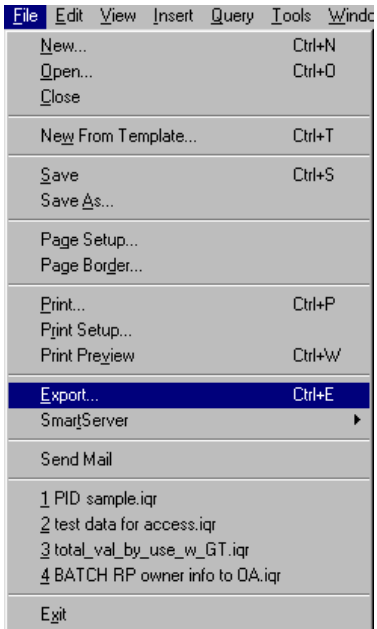 File Edit View Insert Query Tools Windo
New... Ctrl+N
Open... Ctrl+O
Close
New From Template... Ctrl+T
Save Ctrl+S
Save As...
Page Setup...
Page Border...
Print... Ctrl+P
Print Setup...
Print Preview Ctrl+W
Export... Ctrl+E
SmartServer
Send Mail
1 PID sample.iqr
2 test data for access.iqr
3 total_val_by_use_w_GT.iqr
4 BATCH RP owner info to OA.iqr
Exit